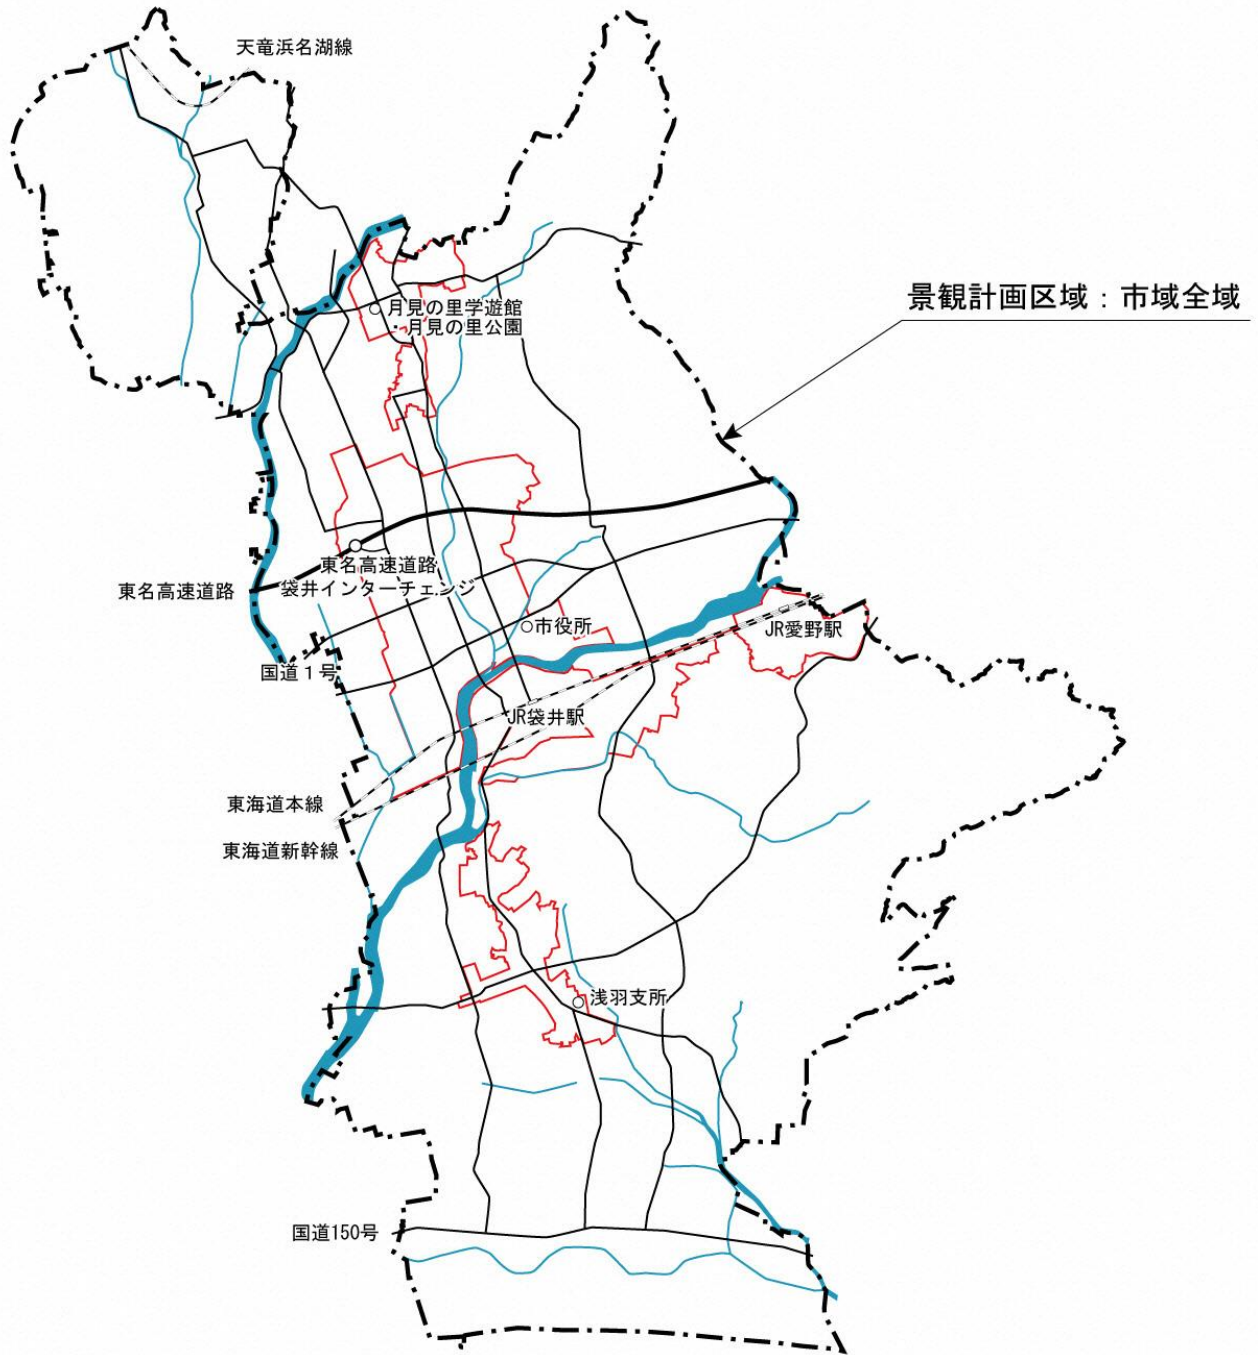 天竜浜名湖線
景観計画区域：市域全域
月見の里学遊館
・月見の里公園
東名高速道路
袋井インターチェンジ
東名高速道路
市役所
JR愛野駅
国道1号
JR袋井駅
東海道本線
東海道新幹線
浅羽支所
国道150号